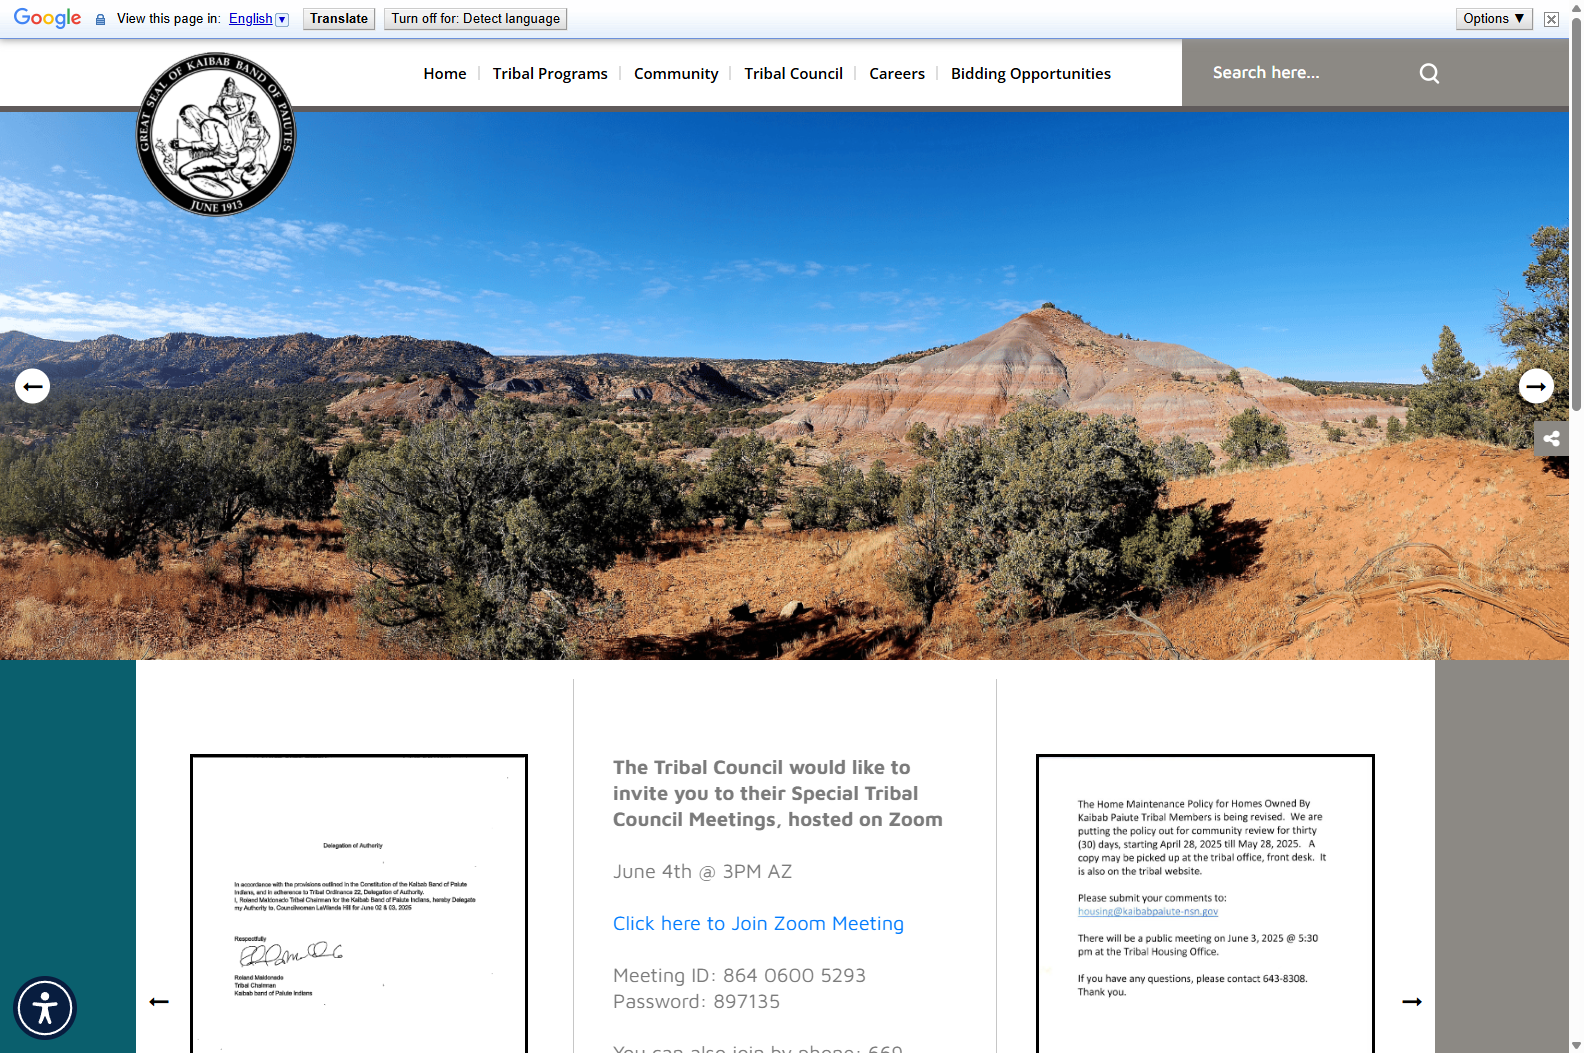 Google View this page in: English ▼ Translate Turn off for: Detect language Options ▼
GREAT SEAL OF KAIBAB BAND OF PAIUTES
JUNE 1913
Home Tribal Programs Community Tribal Council Careers Bidding Opportunities Search here...
Delegation of Authority
In accordance with the provisions outlined in the Constitution of the Kaibab Band of Paiute
Indians, and in adherence to Tribal Ordinance 22, Delegation of Authority.
I, Roland Maldonado Tribal Chairman for the Kaibab Band of Paiute Indians, hereby Delegate
my Authority to, Councilwomen LaWanda Hill for June 02 & 03, 2025
Respectfully
Roland Maldonado
Tribal Chairman
Kaibab band of Paiute Indians
The Tribal Council would like to
invite you to their Special Tribal
Council Meetings, hosted on Zoom
June 4th @ 3PM AZ
Click here to Join Zoom Meeting
Meeting ID: 864 0600 5293
Password: 897135
You can also join by phone: 669
The Home Maintenance Policy for Homes Owned By
Kaibab Paiute Tribal Members is being revised. We are
putting the policy out for community review for thirty
(30) days, starting April 28, 2025 till May 28, 2025. A
copy may be picked up at the tribal office, front desk. It
is also on the tribal website.
Please submit your comments to:
housing@kaibabpaiute-nsn.gov
There will be a public meeting on June 3, 2025 @ 5:30
pm at the Tribal Housing Office.
If you have any questions, please contact 643-8308.
Thank you.